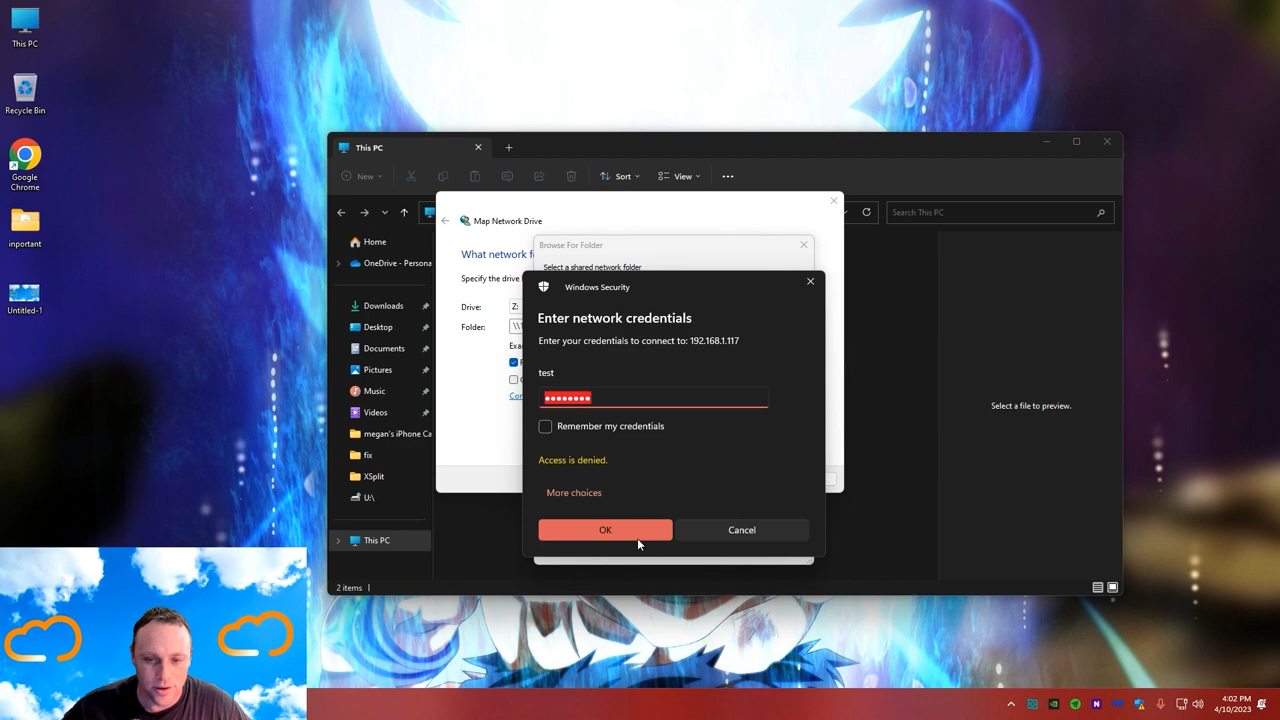 This PC
Recycle Bin
Google
Chrome
inportant
Untitled-1
This PC
New
Sort
View
Search This PC
Home
OneDrive - Persona
Downloads
Desktop
Documents
Pictures
Music
Videos
megan's iPhone Ca
fix
XSplit
U:\
This PC
2 items
Map Network Drive
What network f
Specify the drive
Drive:
Z:
Folder:
Browse For Folder
Select a shared network folder
Windows Security
Enter network credentials
Enter your credentials to connect to: 192.168.1.117
test
••••••••
Remember my credentials
Access is denied.
More choices
OK
Cancel
Select a file to preview.
4:02 PM
4/10/2023